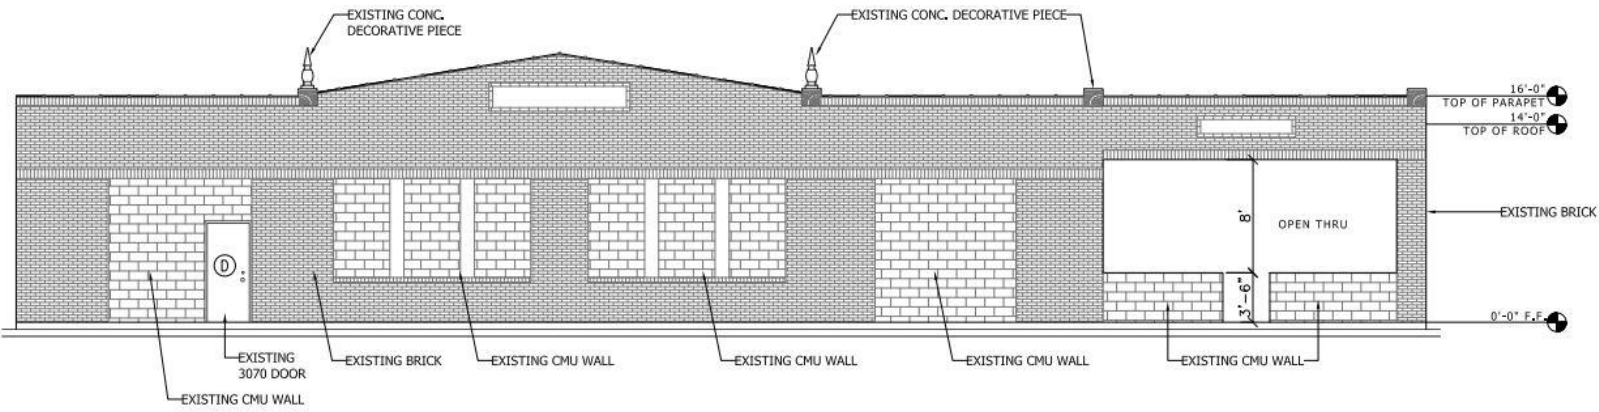 EXISTING CONC.
DECORATIVE PIECE
EXISTING CONC. DECORATIVE PIECE
16'-0"
TOP OF PARAPET
14'-0"
TOP OF ROOF
8'
OPEN THRU
EXISTING BRICK
D
3'-6"
0'-0" F.F.
EXISTING
3070 DOOR
EXISTING BRICK
EXISTING CMU WALL
EXISTING CMU WALL
EXISTING CMU WALL
EXISTING CMU WALL
EXISTING CMU WALL